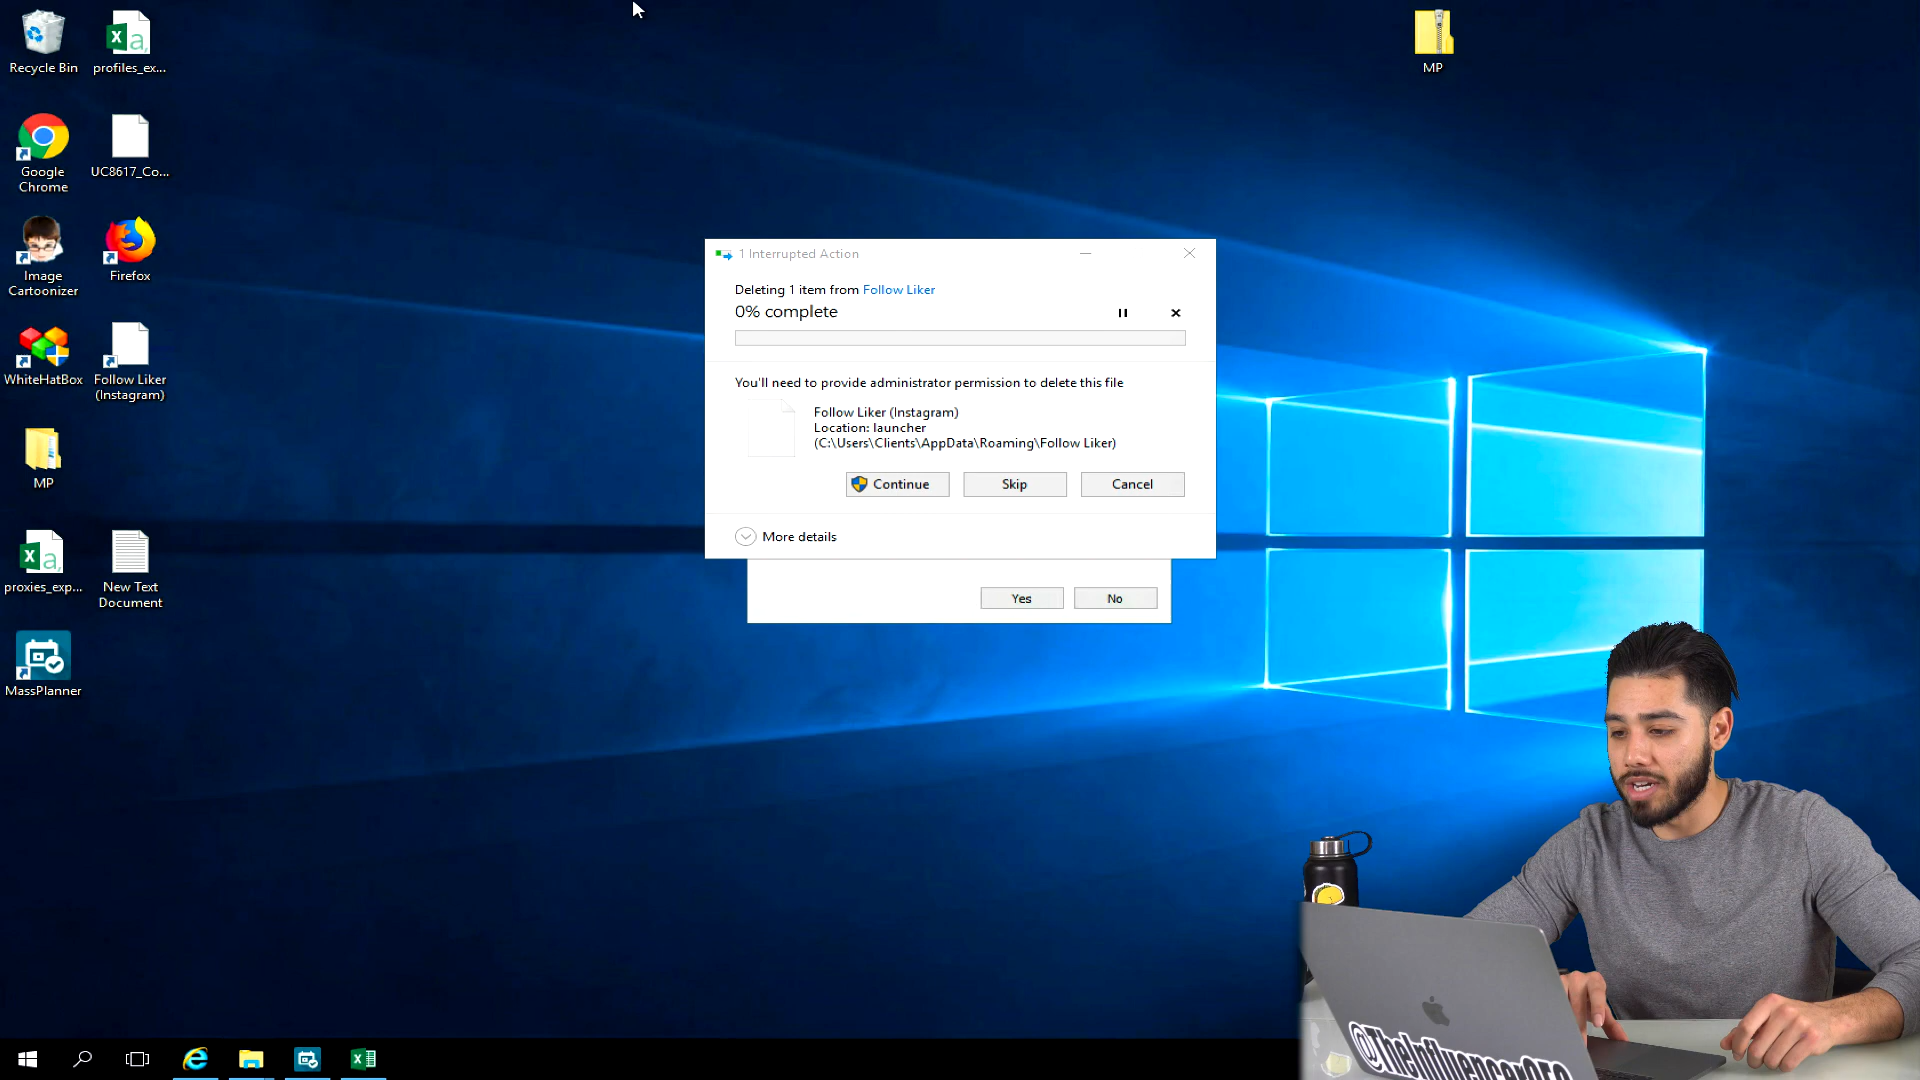 Recycle Bin
profiles_ex...
MP
Google
Chrome
UC8617_Co...
Image
Cartoonizer
Firefox
WhiteHatBox
Follow Liker
(Instagram)
MP
proxies_exp...
New Text
Document
MassPlanner
1 Interrupted Action
Deleting 1 item from Follow Liker
0% complete
You'll need to provide administrator permission to delete this file
Follow Liker (Instagram)
Location: launcher
(C:\Users\Clients\AppData\Roaming\Follow Liker)
Continue
Skip
Cancel
More details
Yes
No
@TheInfluencerPro